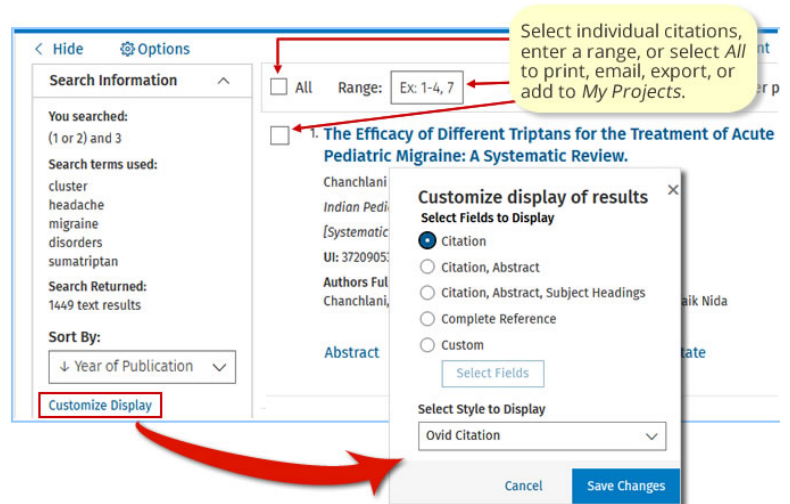 Select individual citations,
enter a range, or select All
to print, email, export, or
add to My Projects.
< Hide
Options
Search Information
You searched:
(1 or 2) and 3
Search terms used:
cluster
headache
migraine
disorders
sumatriptan
Search Returned:
1449 text results
Sort By:
↓ Year of Publication
Customize Display
All
Range:
Ex: 1-4, 7
1. The Efficacy of Different Triptans for the Treatment of Acute
Pediatric Migraine: A Systematic Review.
Chanchlani
Indian Pedi
[Systematic
UI: 3720905
Authors Ful
Chanchlani,
aik Nida
Abstract
tate
Customize display of results
×
Select Fields to Display
Citation
Citation, Abstract
Citation, Abstract, Subject Headings
Complete Reference
Custom
Select Fields
Select Style to Display
Ovid Citation
Cancel
Save Changes